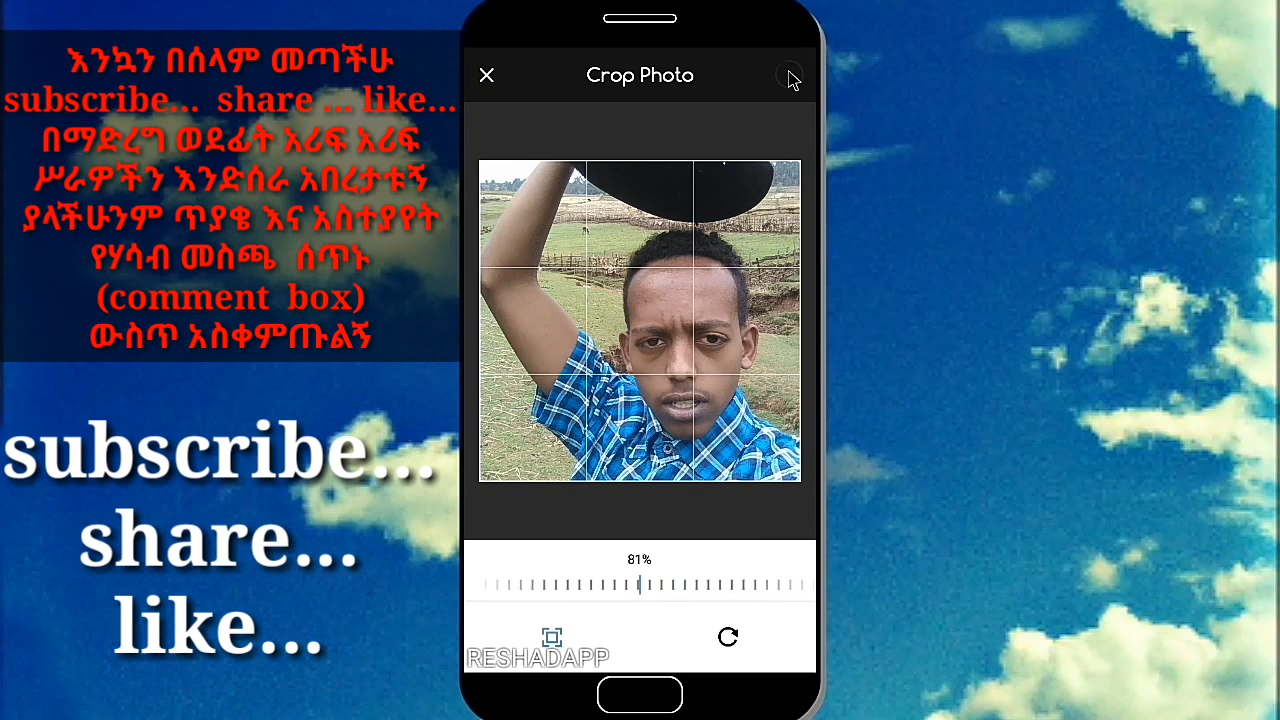 እንኳን በሰላም መጣችሁ
subscribe... share ... like...
በማድረግ ወደፊት አሪፍ አሪፍ
ሥራዎችን እንድሰራ አበረታቱኝ
ያላችሁንም ጥያቄ እና አስተያየት
የሃሳብ መስጫ ሰጥኑ
(comment box)
ውስጥ አስቀምጡልኝ
subscribe...
share...
like...
Crop Photo
81%
RESHADAPP